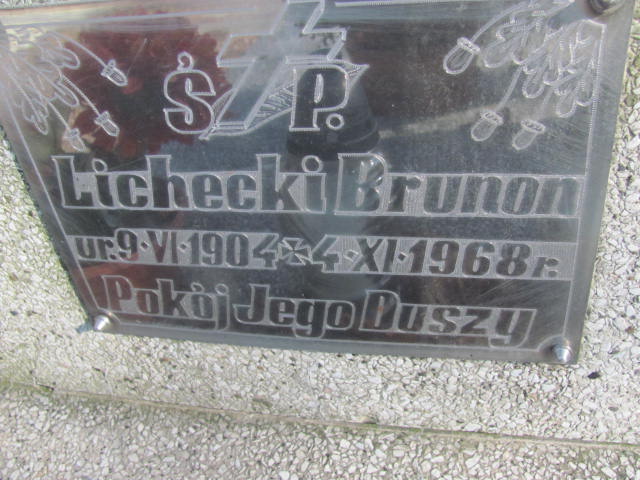 Ś P.
Lichecki Brunon
ur. 9·VI·1904 ✠ 4·XI·1968 r.
Pokój Jego Duszy